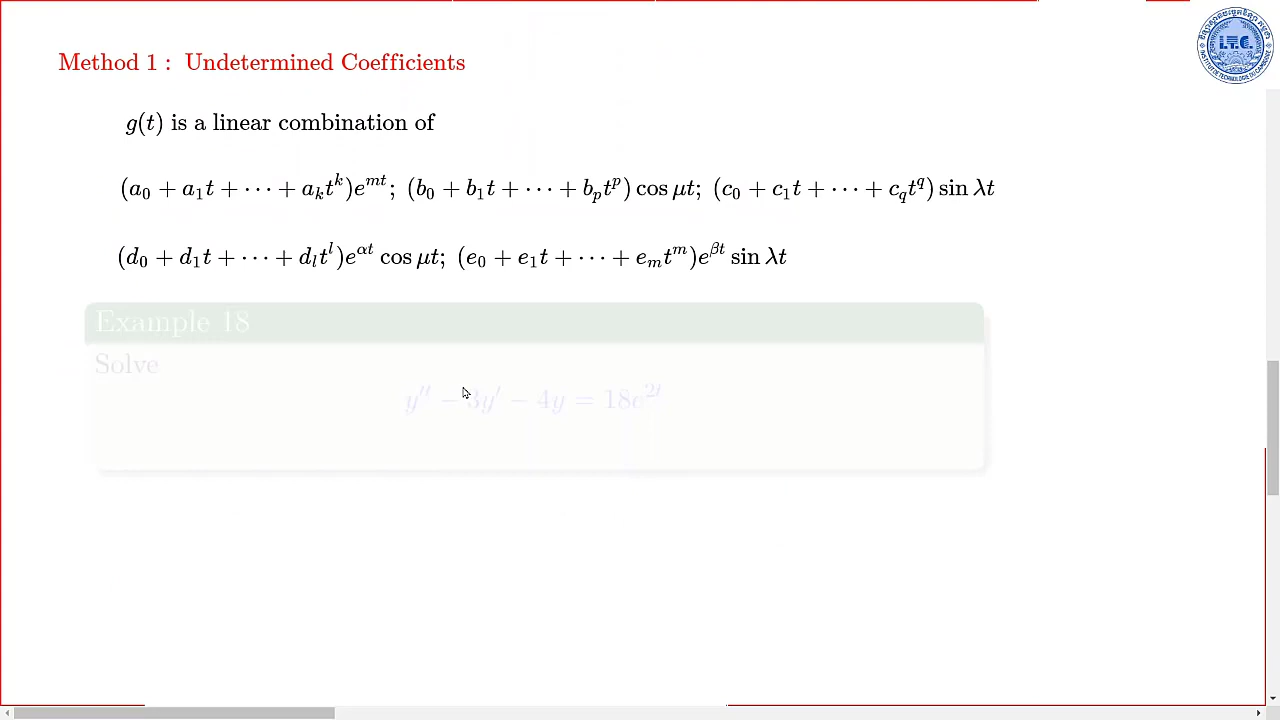 Method 1 : Undetermined Coefficients
I.T.C.
g(t) is a linear combination of
(a₀ + a₁t + ⋯ + aₖtᵏ)eᵐᵗ; (b₀ + b₁t + ⋯ + bₚtᵖ) cos μt; (c₀ + c₁t + ⋯ + c_qt^q) sin λt
(d₀ + d₁t + ⋯ + d_lt^l)e^{αt} cos μt; (e₀ + e₁t + ⋯ + eₘtᵐ)e^{βt} sin λt
Example 18
Solve
y′′ − 3y′ − 4y = 18e^{2t}